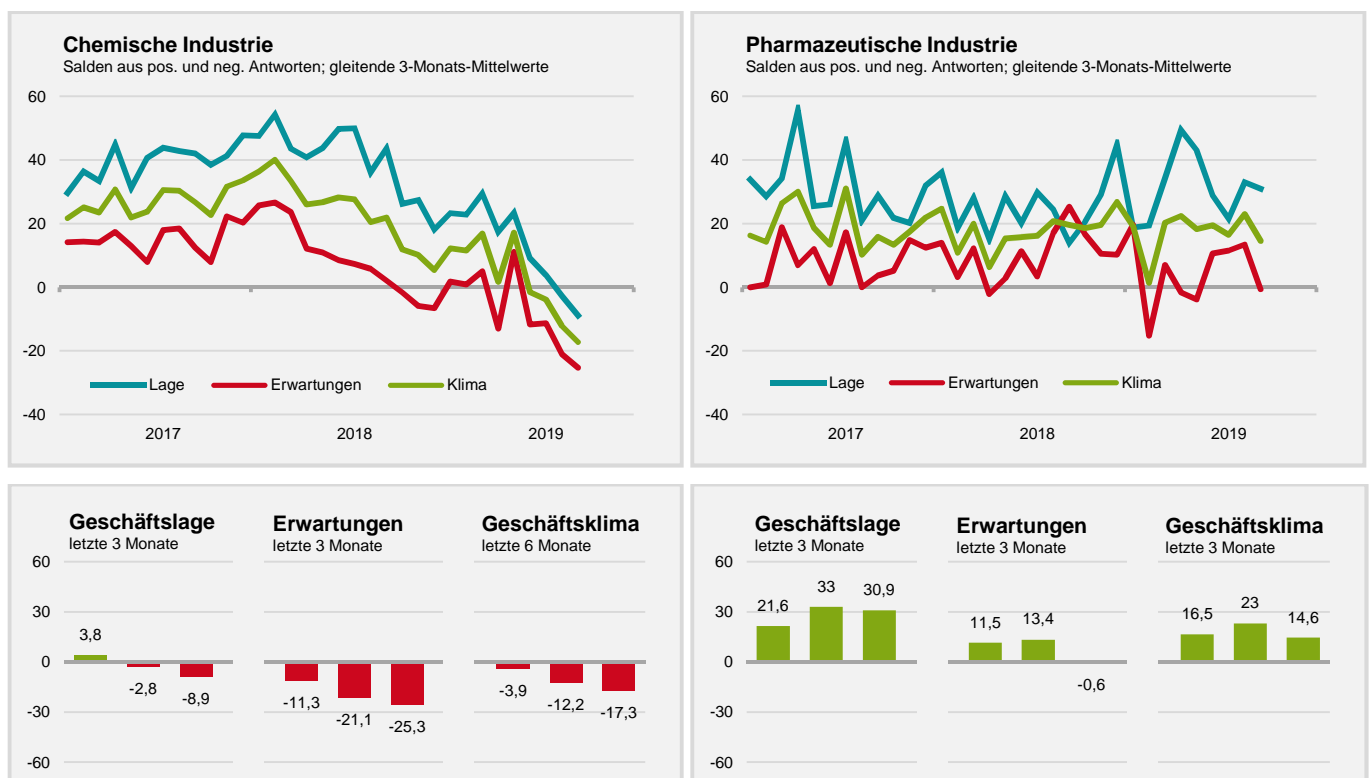 Chemische Industrie
Salden aus pos. und neg. Antworten; gleitende 3-Monats-Mittelwerte
60
40
20
0
-20
-40
Lage Erwartungen Klima
2017 2018 2019
Pharmazeutische Industrie
Salden aus pos. und neg. Antworten; gleitende 3-Monats-Mittelwerte
60
40
20
0
-20
-40
Lage Erwartungen Klima
2017 2018 2019
Geschäftslage Erwartungen Geschäftsklima
letzte 3 Monate letzte 3 Monate letzte 6 Monate
60
30
0
-30
-60
3,8 -2,8 -8,9
-11,3 -21,1 -25,3
-3,9 -12,2 -17,3
Geschäftslage Erwartungen Geschäftsklima
letzte 3 Monate letzte 3 Monate letzte 3 Monate
60
30
0
-30
-60
21,6 33 30,9
11,5 13,4 -0,6
16,5 23 14,6